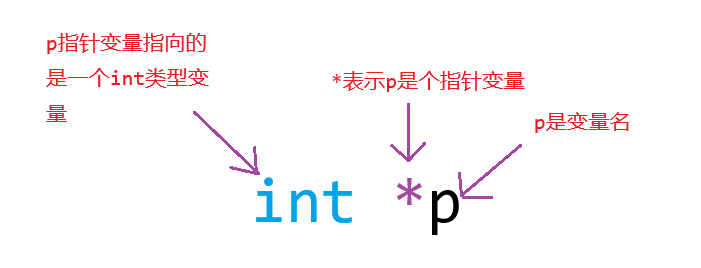 p指针变量指向的
是一个int类型变
量
*表示p是个指针变量
p是变量名
int *p